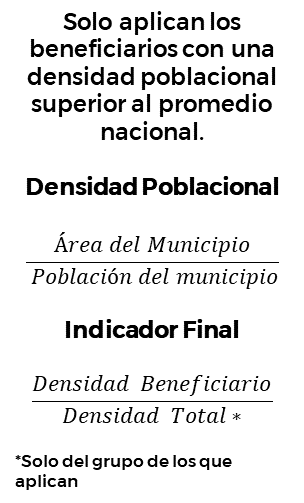 Solo aplican los
beneficiarios con una
densidad poblacional
superior al promedio
nacional.
Densidad Poblacional
Área del Municipio
Población del municipio
Indicador Final
Densidad Beneficiario
Densidad Total *
*Solo del grupo de los que
aplican